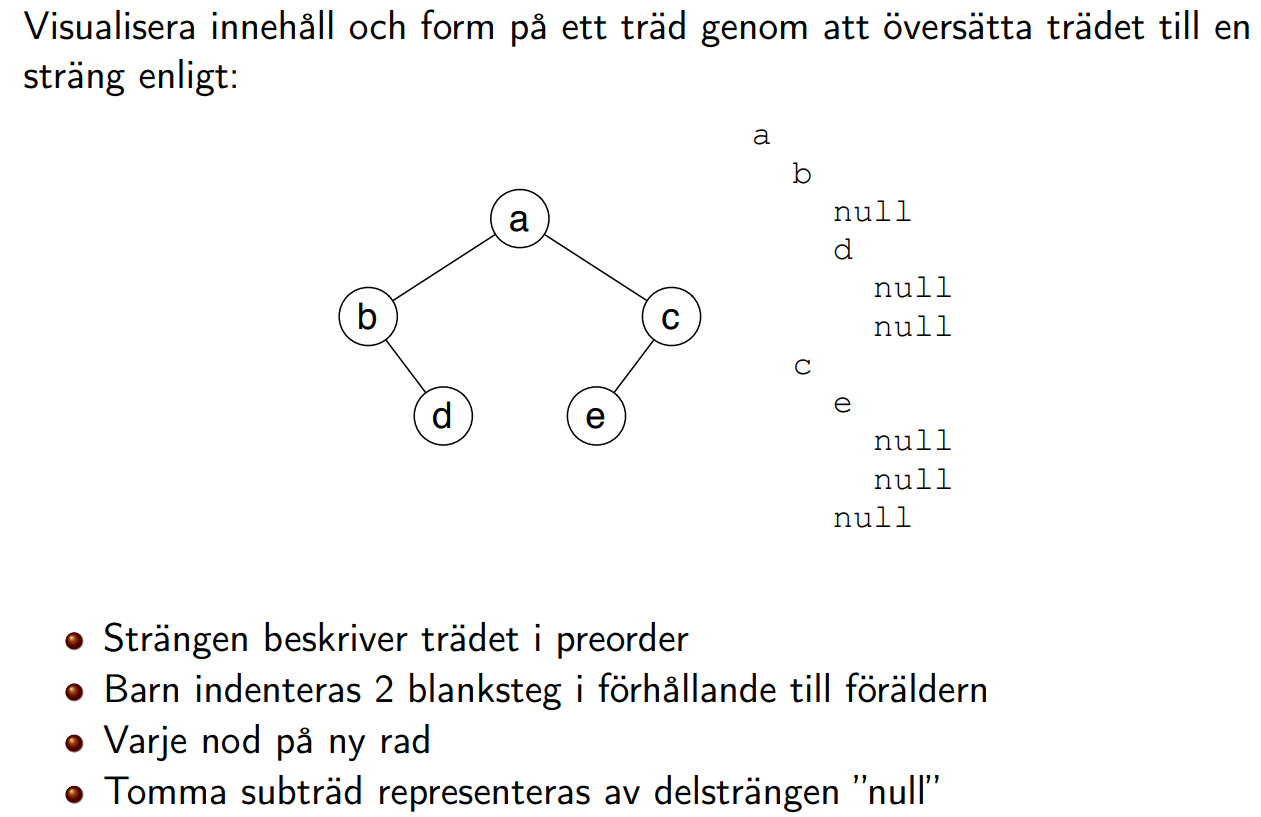 Visualisera innehåll och form på ett träd genom att översätta trädet till en
sträng enligt:
a
b
c
d
e
a
  b
    null
    d
      null
      null
  c
    e
      null
      null
    null
Strängen beskriver trädet i preorder
Barn indenteras 2 blanksteg i förhållande till föräldern
Varje nod på ny rad
Tomma subträd representeras av delsträngen ”null”